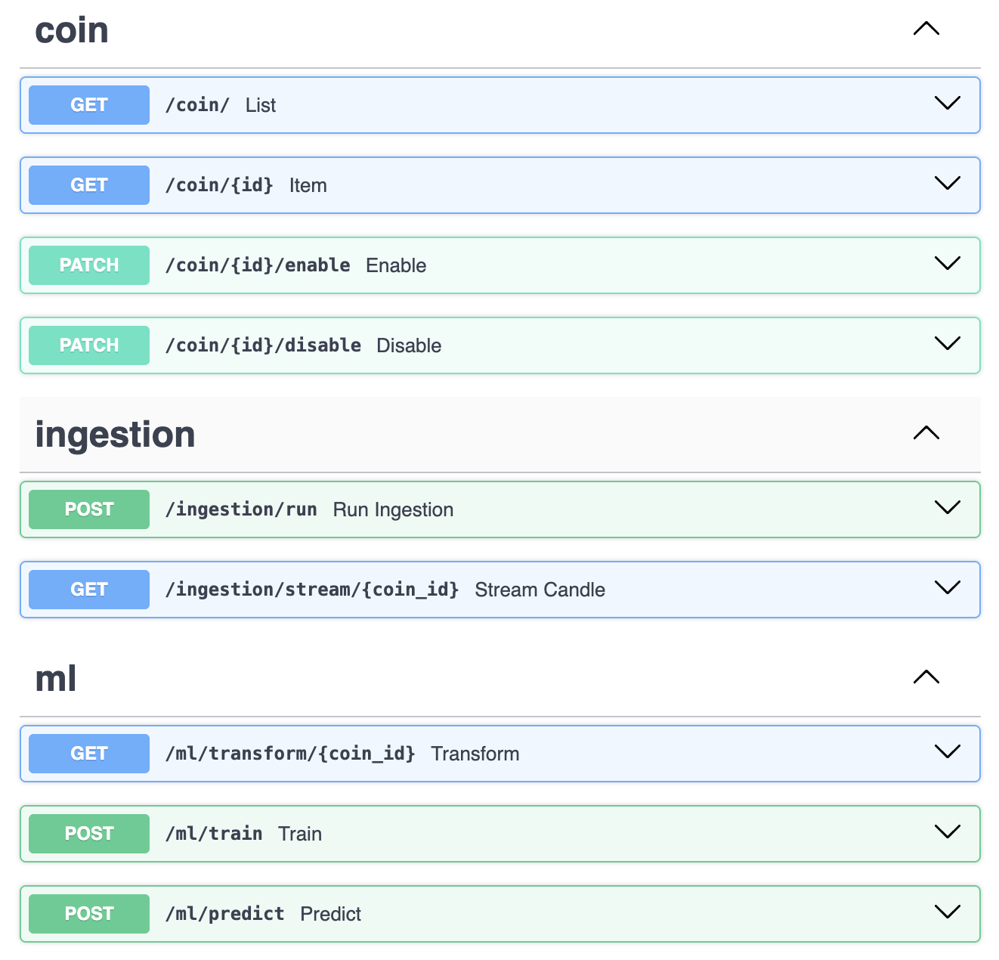 coin
GET /coin/ List
GET /coin/{id} Item
PATCH /coin/{id}/enable Enable
PATCH /coin/{id}/disable Disable
ingestion
POST /ingestion/run Run Ingestion
GET /ingestion/stream/{coin_id} Stream Candle
ml
GET /ml/transform/{coin_id} Transform
POST /ml/train Train
POST /ml/predict Predict